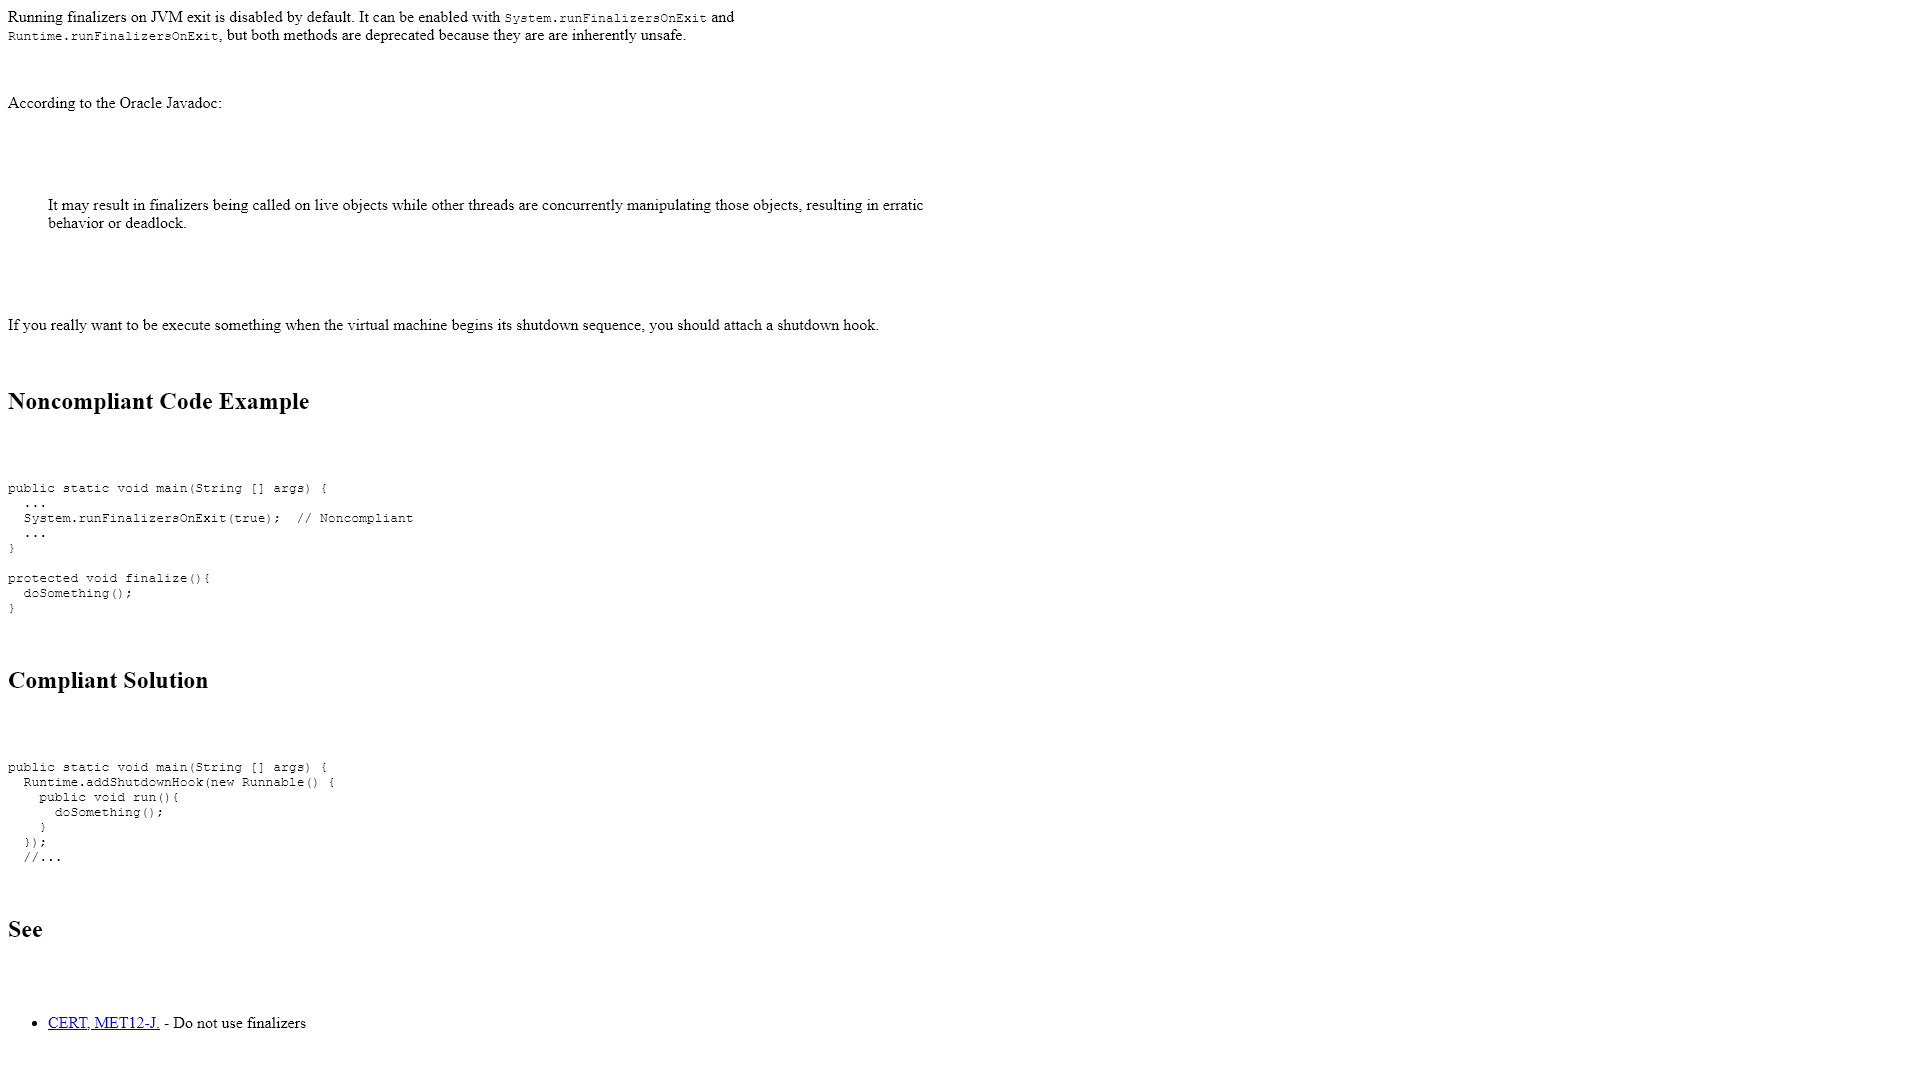 Running finalizers on JVM exit is disabled by default. It can be enabled with System.runFinalizersOnExit and
Runtime.runFinalizersOnExit, but both methods are deprecated because they are are inherently unsafe.
According to the Oracle Javadoc:
It may result in finalizers being called on live objects while other threads are concurrently manipulating those objects, resulting in erratic
behavior or deadlock.
If you really want to be execute something when the virtual machine begins its shutdown sequence, you should attach a shutdown hook.
Noncompliant Code Example
public static void main(String [] args) {
  ...
  System.runFinalizersOnExit(true);  // Noncompliant
  ...
}
protected void finalize(){
  doSomething();
}
Compliant Solution
public static void main(String [] args) {
  Runtime.addShutdownHook(new Runnable() {
    public void run(){
      doSomething();
    }
  });
  //...
See
• CERT, MET12-J. - Do not use finalizers